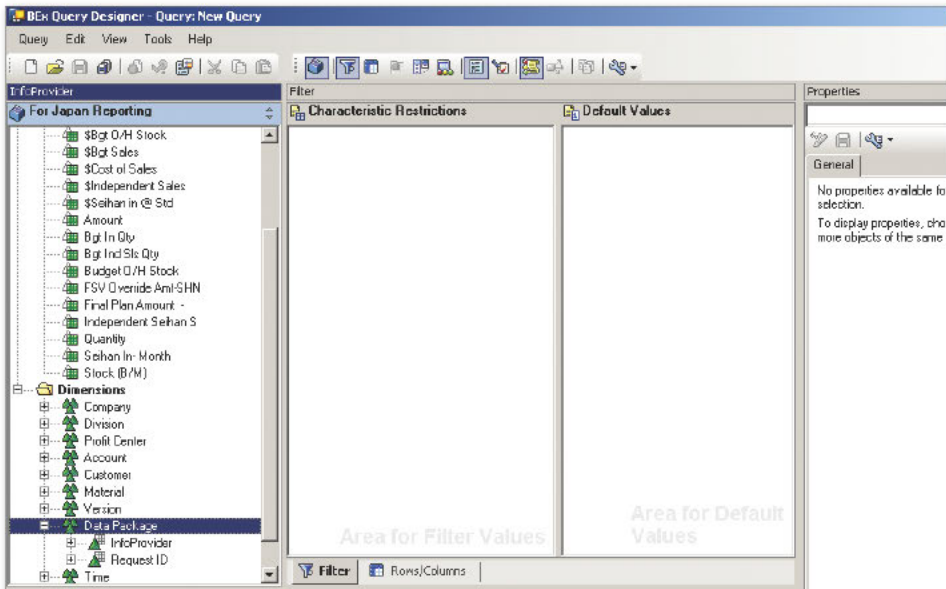 BEx Query Designer - Query: New Query
Query Edit View Tools Help
InfoProvider
For Japan Reporting
$Bgt O/H Stock
$Bgt Sales
$Cost of Sales
$Independent Sales
$Seihan in @ Std
Amount
Bgt In Qty
Bgt Ind Sls Qty
Budget O/H Stock
FSV Override Amt-SHN
Final Plan Amount -
Independent Seihan S
Quantity
Seihan In- Month
Stock (B/M)
Dimensions
Company
Division
Profit Center
Account
Customer
Material
Version
Data Package
InfoProvider
Request ID
Time
Filter
Characteristic Restrictions
Default Values
Area for Filter Values
Area for Default
Values
Filter Rows/Columns
Properties
General
No properties available fo
selection.
To display properties, cho
more objects of the same